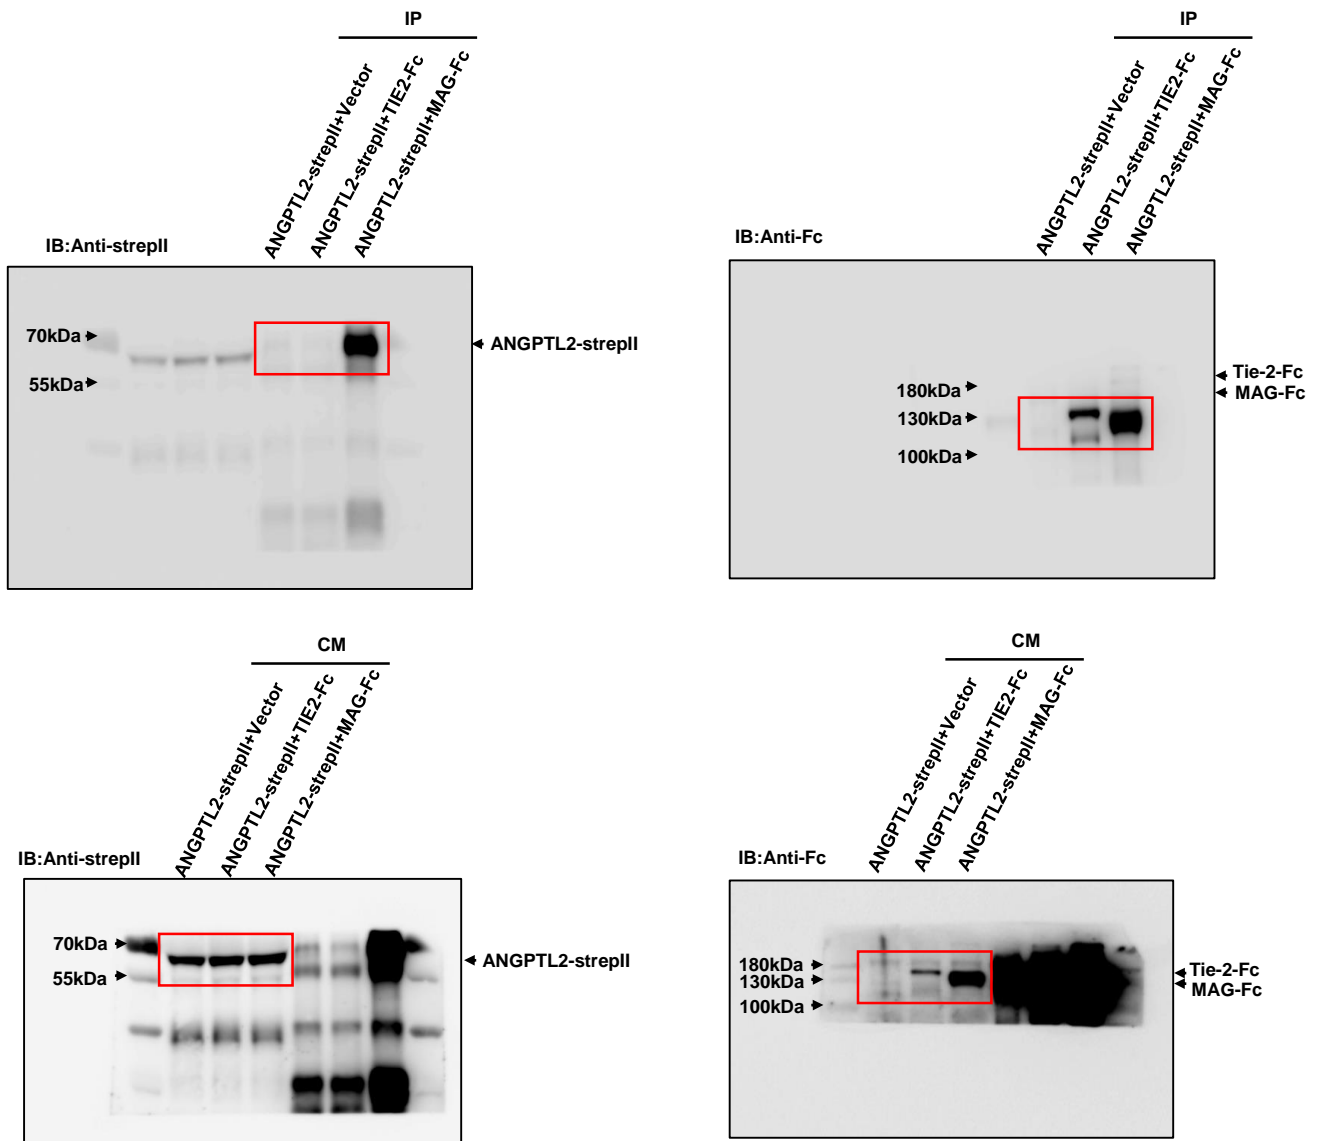 IP
ANGPTL2-strepII+Vector
ANGPTL2-strepII+TIE2-Fc
ANGPTL2-strepII+MAG-Fc
IB:Anti-strepII
70kDa
55kDa
ANGPTL2-strepII
IP
ANGPTL2-strepII+Vector
ANGPTL2-strepII+TIE2-Fc
ANGPTL2-strepII+MAG-Fc
IB:Anti-Fc
180kDa
130kDa
100kDa
Tie-2-Fc
MAG-Fc
CM
ANGPTL2-strepII+Vector
ANGPTL2-strepII+TIE2-Fc
ANGPTL2-strepII+MAG-Fc
IB:Anti-strepII
70kDa
55kDa
ANGPTL2-strepII
CM
ANGPTL2-strepII+Vector
ANGPTL2-strepII+TIE2-Fc
ANGPTL2-strepII+MAG-Fc
IB:Anti-Fc
180kDa
130kDa
100kDa
Tie-2-Fc
MAG-Fc